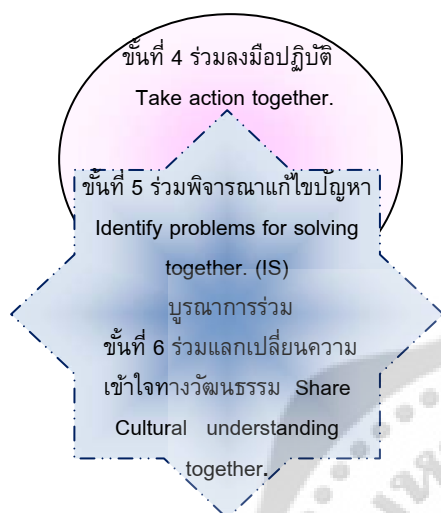 ขั้นที่ 4 ร่วมลงมือปฏิบัติ
Take action together.
ขั้นที่ 5 ร่วมพิจารณาแก้ไขปัญหา
Identify problems for solving
together. (IS)
บูรณาการร่วม
ขั้นที่ 6 ร่วมแลกเปลี่ยนความ
เข้าใจทางวัฒนธรรม Share
Cultural understanding
together.